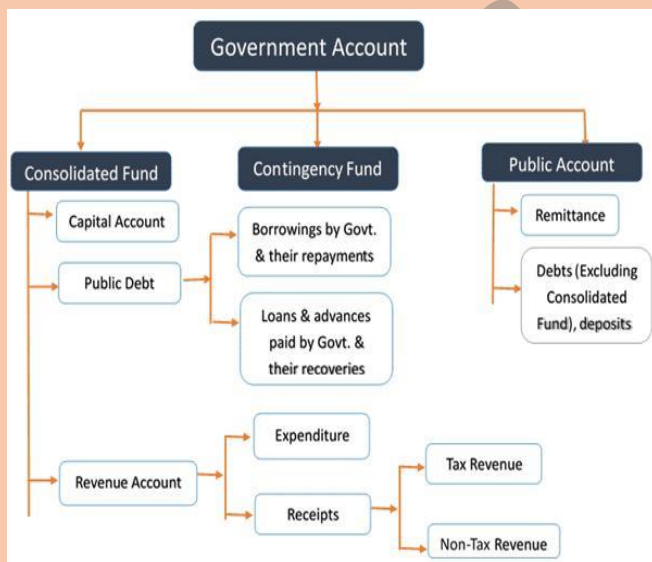 Government Account
Consolidated Fund
Contingency Fund
Public Account
Capital Account
Public Debt
Borrowings by Govt.
& their repayments
Loans & advances
paid by Govt. &
their recoveries
Remittance
Debts (Excluding
Consolidated
Fund), deposits
Revenue Account
Expenditure
Receipts
Tax Revenue
Non-Tax Revenue